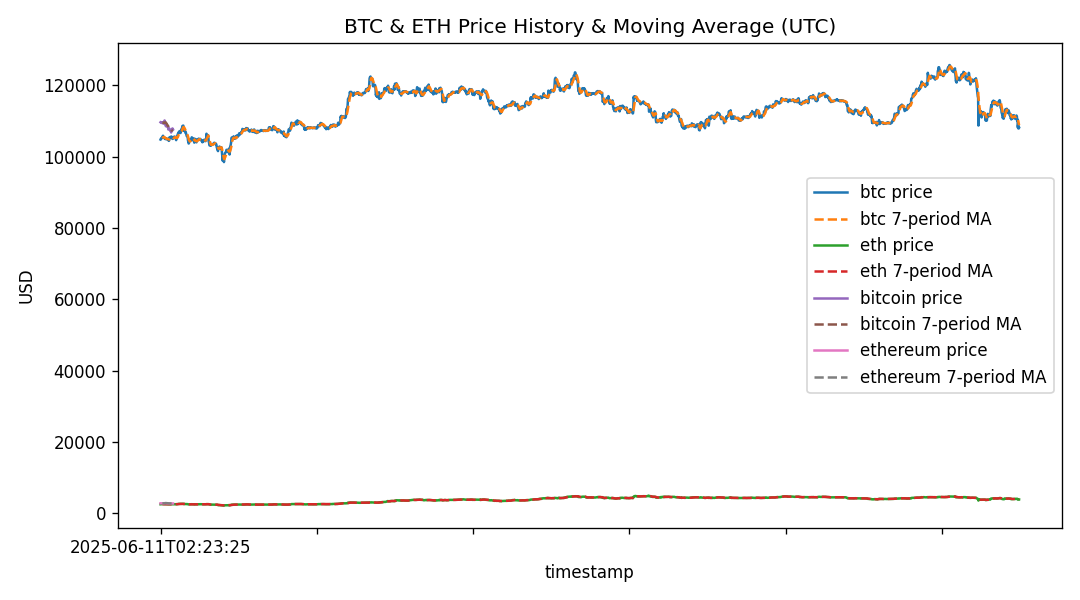 BTC & ETH Price History & Moving Average (UTC)
120000
100000
80000
60000
40000
20000
0
USD
btc price
btc 7-period MA
eth price
eth 7-period MA
bitcoin price
bitcoin 7-period MA
ethereum price
ethereum 7-period MA
2025-06-11T02:23:25
timestamp